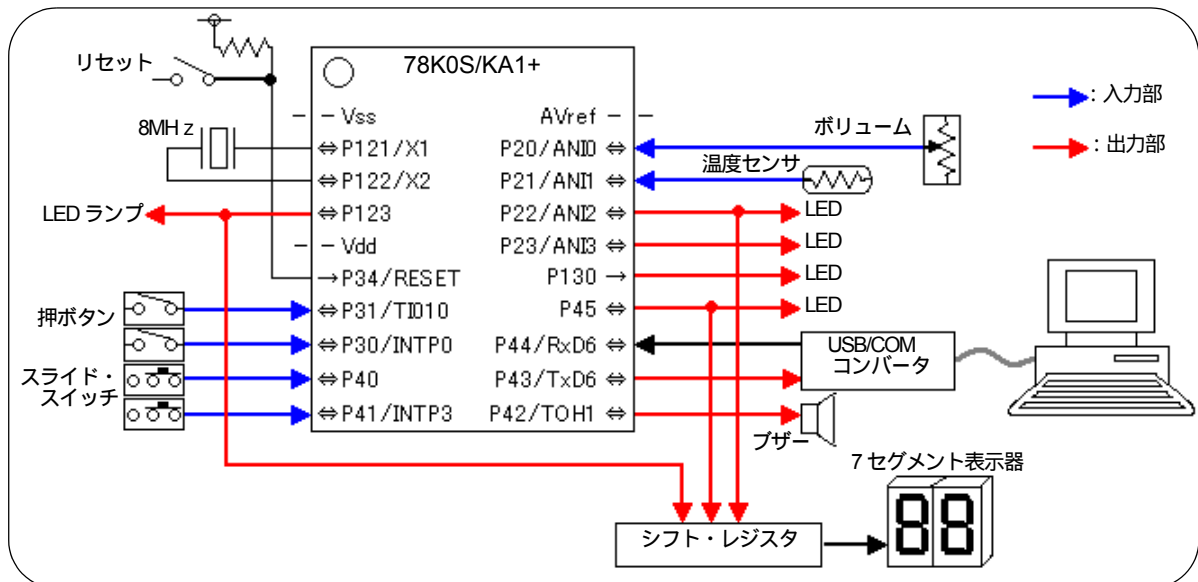 リセット
78K0S/KA1+
: 入力部
: 出力部
8MHz
Vss
P121/X1
P122/X2
P123
Vdd
P34/RESET
P31/TI010
P30/INTP0
P40
P41/INTP3
AVref
P20/ANI0
P21/ANI1
P22/ANI2
P23/ANI3
P130
P45
P44/RxD6
P43/TxD6
P42/TOH1
LED ランプ
押ボタン
スライド・
スイッチ
ボリューム
温度センサ
LED
LED
LED
LED
USB/COM
コンバータ
ブザー
7 セグメント表示器
88
シフト・レジスタ